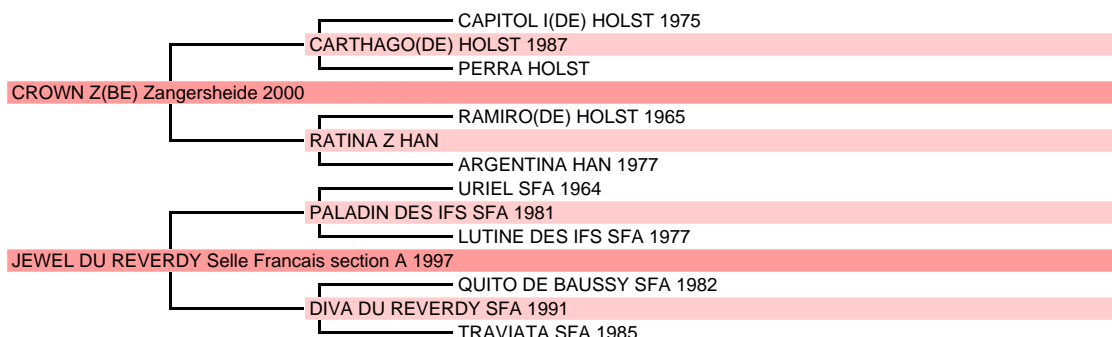 CAPITOL I(DE) HOLST 1975
CARTHAGO(DE) HOLST 1987
PERRA HOLST
CROWN Z(BE) Zangersheide 2000
RAMIRO(DE) HOLST 1965
RATINA Z HAN
ARGENTINA HAN 1977
URIEL SFA 1964
PALADIN DES IFS SFA 1981
LUTINE DES IFS SFA 1977
JEWEL DU REVERDY Selle Francais section A 1997
QUITO DE BAUSSY SFA 1982
DIVA DU REVERDY SFA 1991
TRAVIATA SFA 1985